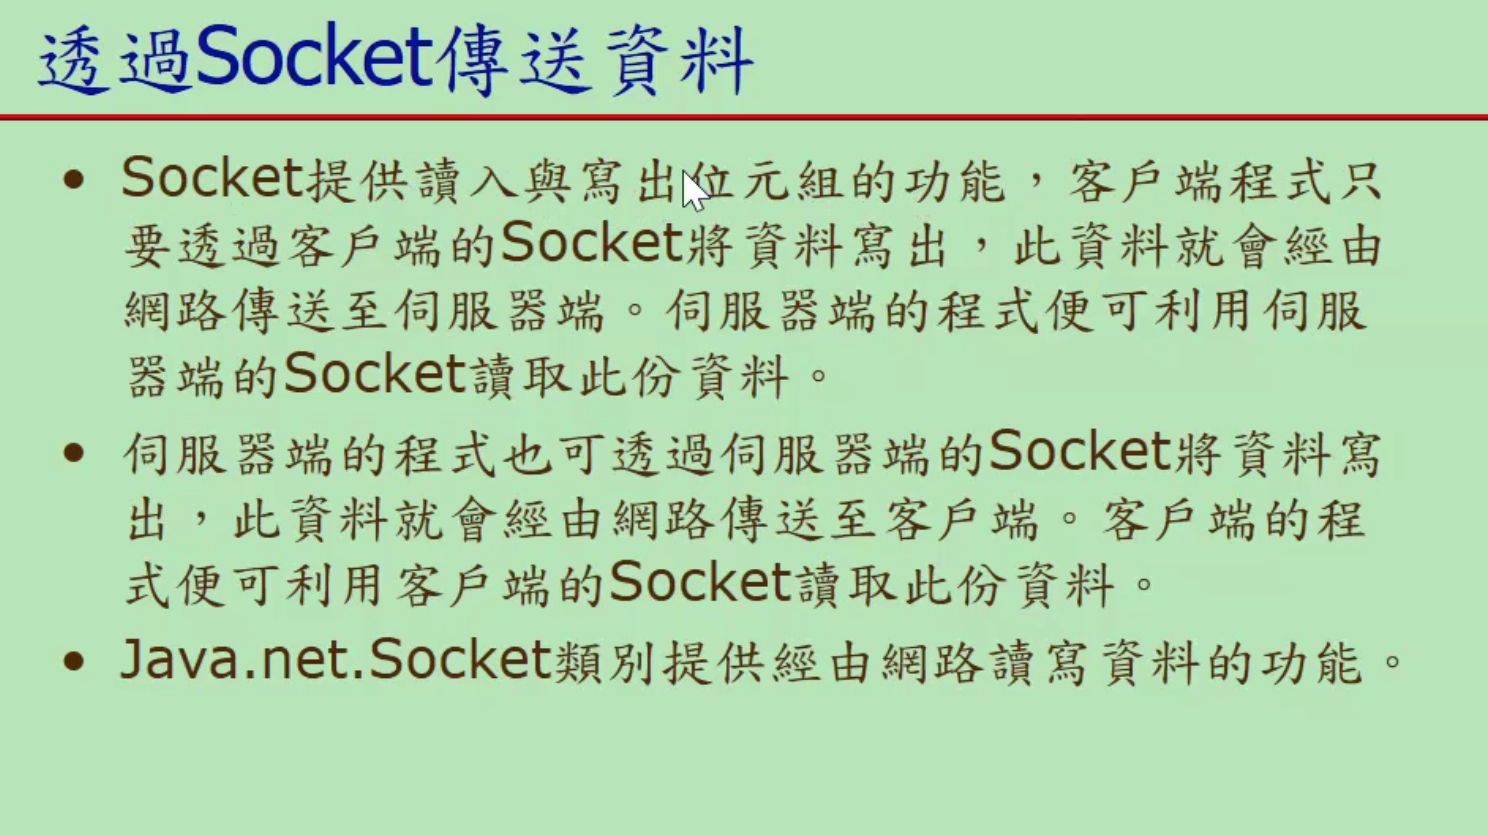 透過Socket傳送資料
• Socket提供讀入與寫出位元組的功能，客戶端程式只
要透過客戶端的Socket將資料寫出，此資料就會經由
網路傳送至伺服器端。伺服器端的程式便可利用伺服
器端的Socket讀取此份資料。
• 伺服器端的程式也可透過伺服器端的Socket將資料寫
出，此資料就會經由網路傳送至客戶端。客戶端的程
式便可利用客戶端的Socket讀取此份資料。
• Java.net.Socket類別提供經由網路讀寫資料的功能。